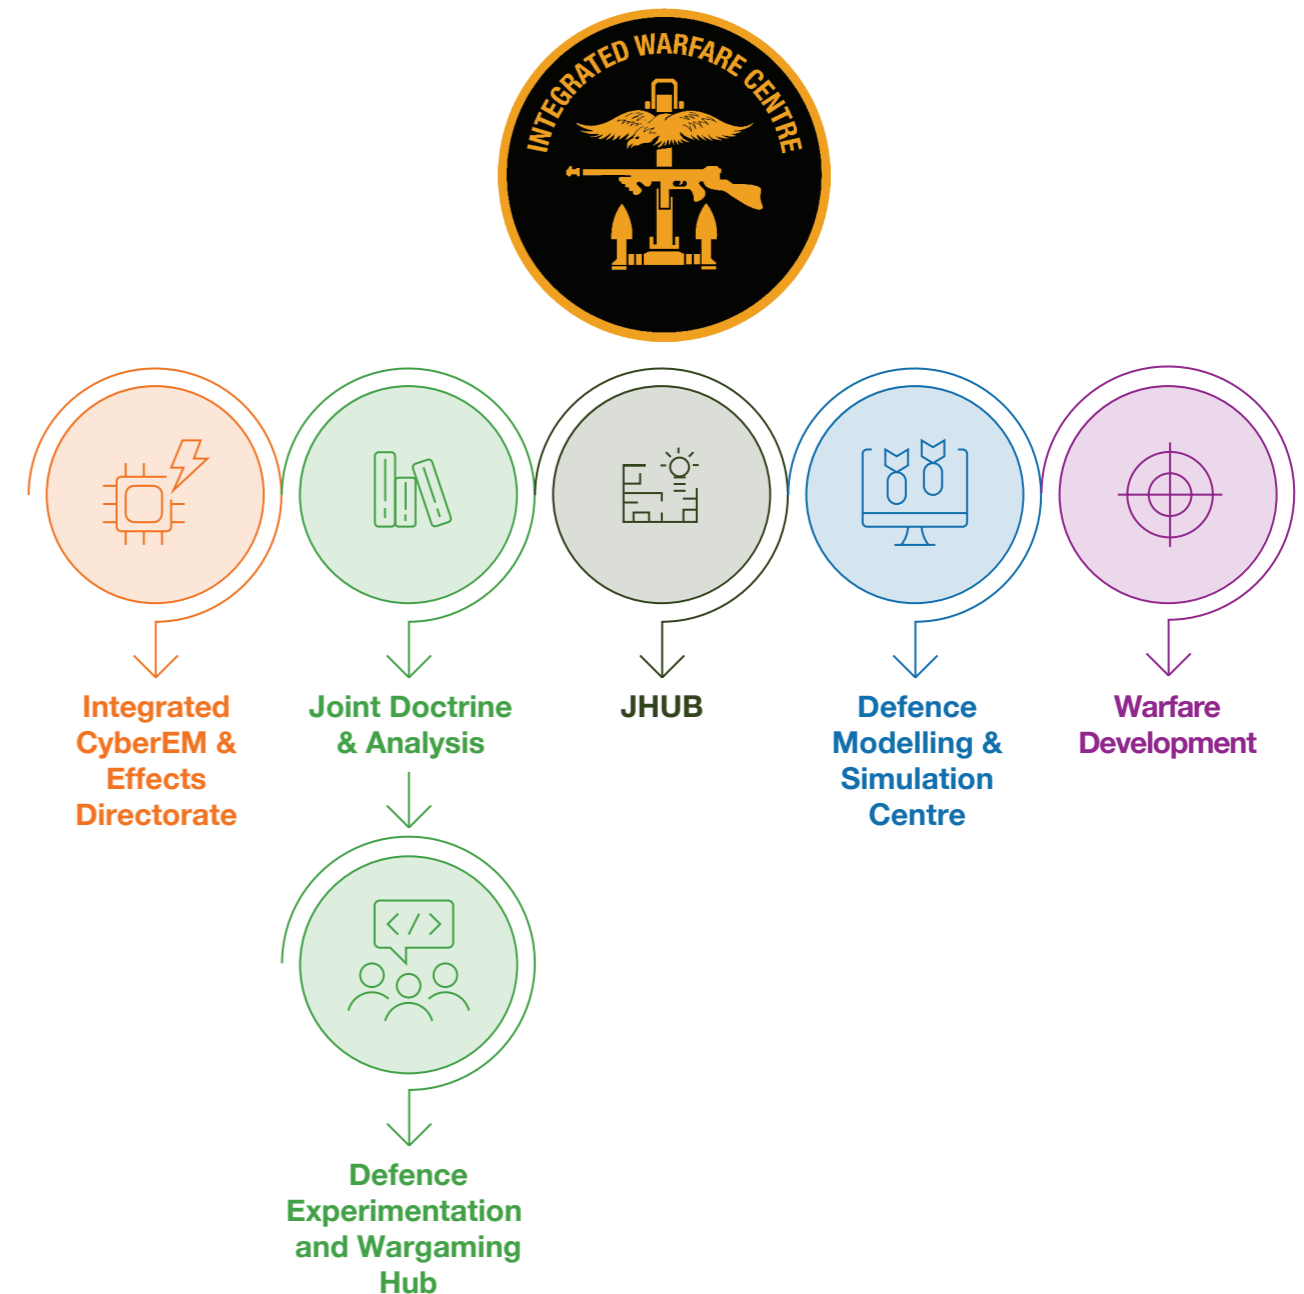 INTEGRATED WARFARE CENTRE
Integrated
CyberEM &
Effects
Directorate
Joint Doctrine
& Analysis
JHUB
Defence
Modelling &
Simulation
Centre
Warfare
Development
</>
Defence
Experimentation
and Wargaming
Hub